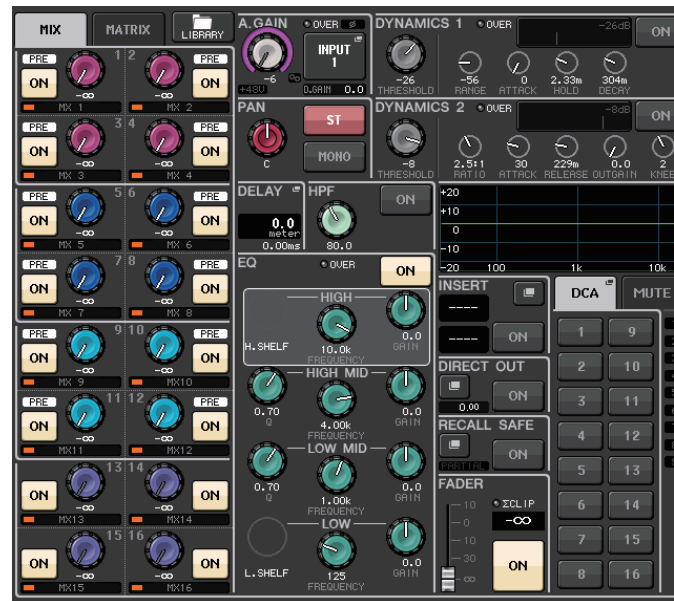 MIX MATRIX LIBRARY
PRE 1 2 PRE
ON -∞ -∞ ON
MX 1 MX 2
PRE 3 4 PRE
ON -∞ -∞ ON
MX 3 MX 4
PRE 5 6 PRE
ON -∞ -∞ ON
MX 5 MX 6
PRE 7 8 PRE
ON -∞ -∞ ON
MX 7 MX 8
PRE 9 10 PRE
ON -∞ -∞ ON
MX 9 MX10
PRE 11 12 PRE
ON -∞ -∞ ON
MX11 MX12
13 14
ON -∞ -∞ ON
MX13 MX14
15 16
ON -∞ -∞ ON
MX15 MX16
A.GAIN OVER ø
INPUT
1
-6
+48V D.GAIN 0.0
PAN
ST
C MONO
DELAY
0.0
meter
0.00ms
HPF ON
80.0
EQ OVER ON
HIGH
H.SHELF 10.0k 0.0
FREQUENCY GAIN
HIGH MID
0.70 4.00k 0.0
Q FREQUENCY GAIN
LOW MID
0.70 1.00k 0.0
Q FREQUENCY GAIN
LOW
L.SHELF 125 0.0
FREQUENCY GAIN
DYNAMICS 1 OVER -26dB ON
-26 -56 0 2.33m 304m
THRESHOLD RANGE ATTACK HOLD DECAY
DYNAMICS 2 OVER -8dB ON
-8 2.5:1 30 229m 0.0 2
THRESHOLD RATIO ATTACK RELEASE OUTGAIN KNEE
+20
+10
0
-10
-20 100 1k 10k
INSERT
----
---- ON
DIRECT OUT
0.00 ON
RECALL SAFE
PARTIAL ON
FADER
10 ΣCLIP
0 -∞
10
30
∞ ON
DCA MUTE
1 9
2 10
3 11
4 12
5 13
6 14
7 15
8 16